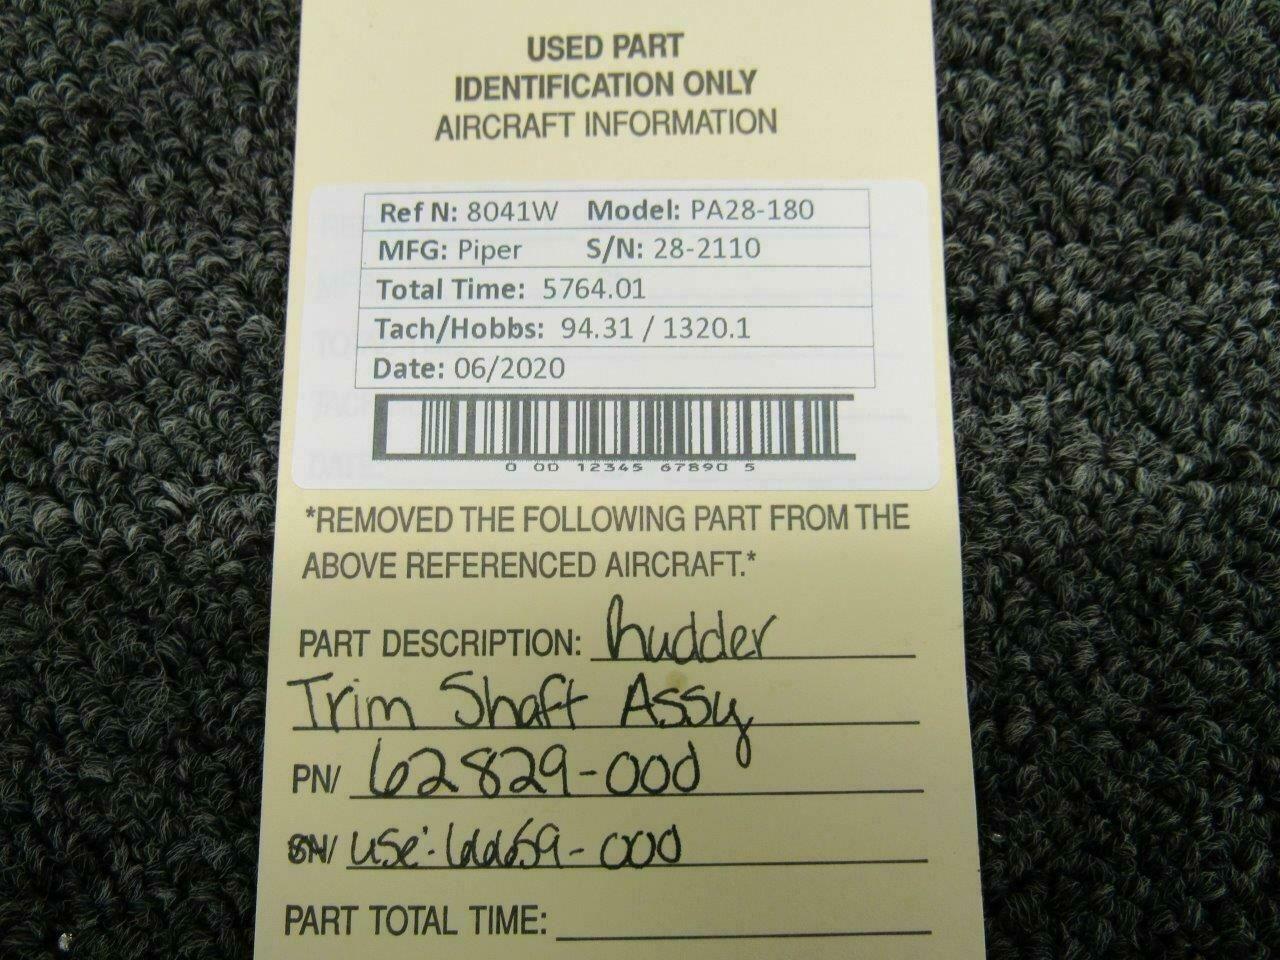 USED PART
IDENTIFICATION ONLY
AIRCRAFT INFORMATION
Ref N: 8041W Model: PA28-180
MFG: Piper S/N: 28-2110
Total Time: 5764.01
Tach/Hobbs: 94.31 / 1320.1
Date: 06/2020
0 00 12345 67890 5
*REMOVED THE FOLLOWING PART FROM THE
ABOVE REFERENCED AIRCRAFT.*
PART DESCRIPTION: Rudder
Trim Shaft Assy
PN/ 62829-000
SN/ use:
PART TOTAL TIME: